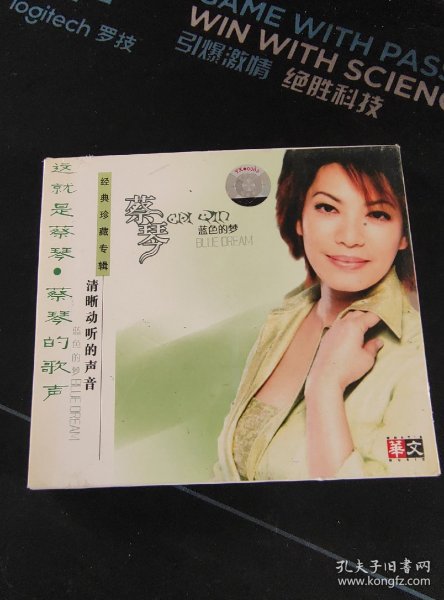 GAME WITH PASS
WIN WITH SCIENC
logitech 罗技
引爆激情 绝胜科技
这就是蔡琴·蔡琴的歌声
蓝色的梦 BLUE DREAM
经典珍藏专辑
清晰动听的声音
蔡琴
CAI QIN
蓝色的梦
BLUE DREAM
華文
MUSIC
孔夫子旧书网
www.kongfz.com